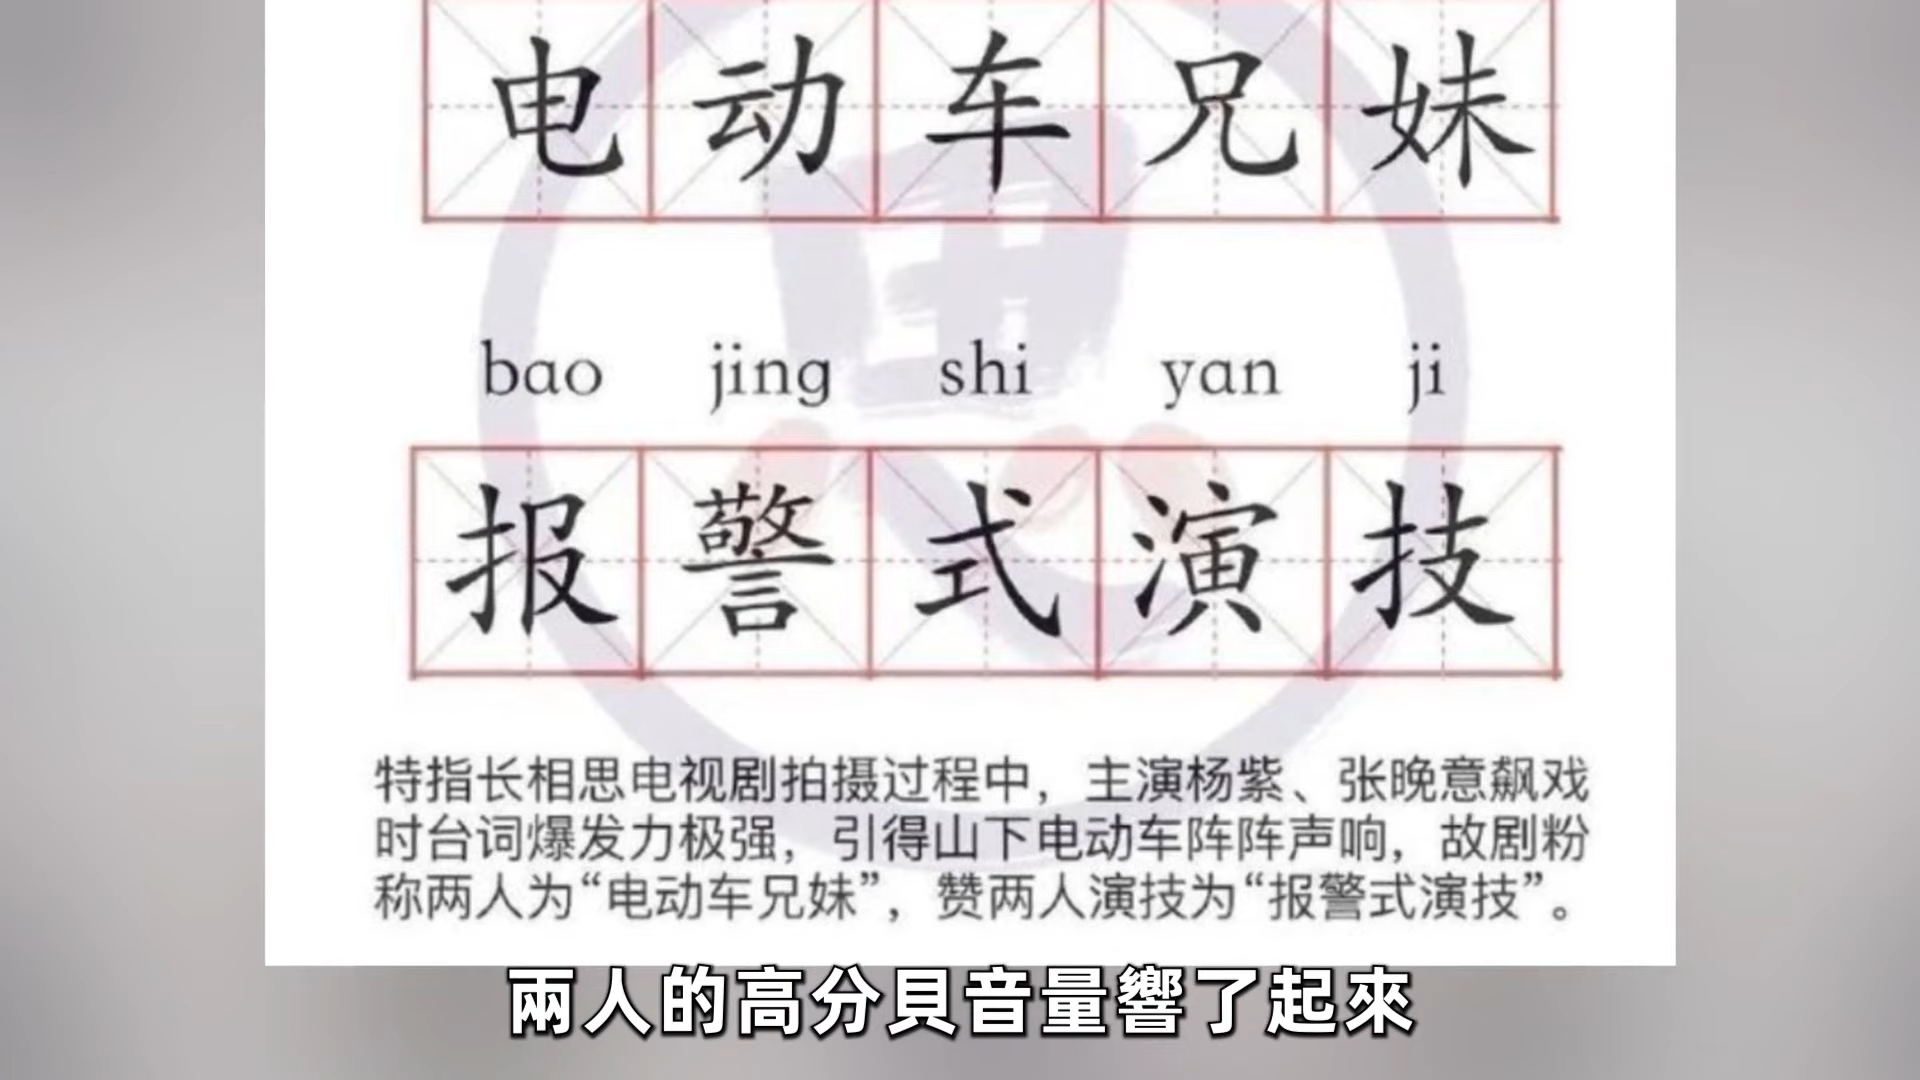 电动车兄妹
bao jing shi yan ji
报警式演技
特指长相思电视剧拍摄过程中，主演杨紫、张晚意飙戏
时台词爆发力极强，引得山下电动车阵阵声响，故剧粉
称两人为“电动车兄妹”，赞两人演技为“报警式演技”。
兩人的高分貝音量響了起來